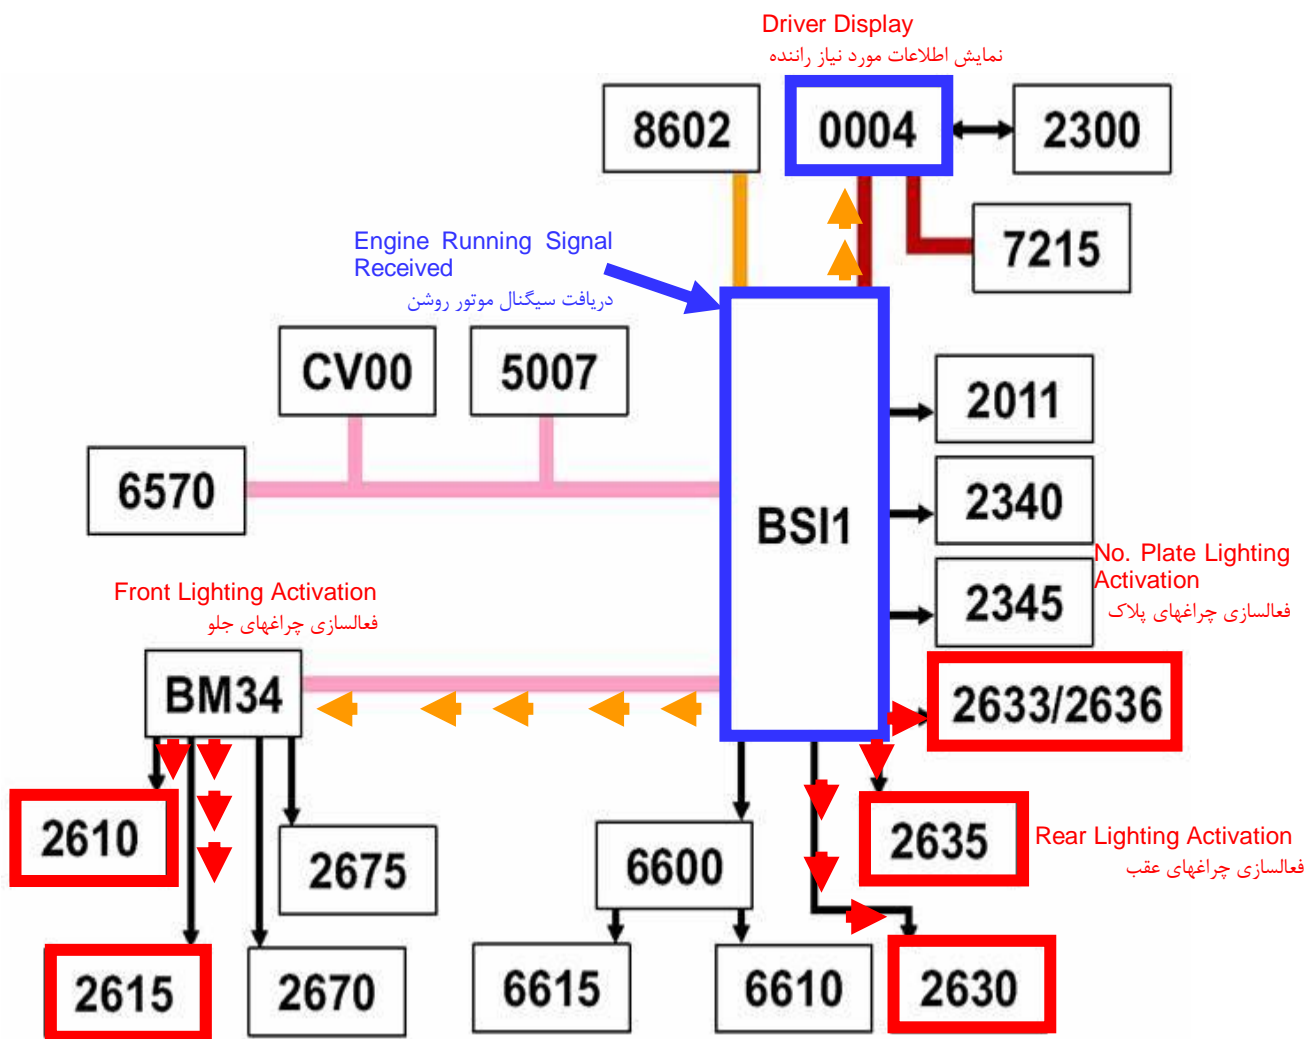 Driver Display
نمایش اطلاعات مورد نیاز راننده
8602
0004
2300
7215
Engine Running Signal
Received
دریافت سیگنال موتور روشن
CV00
5007
2011
6570
2340
BSI1
No. Plate Lighting
Activation
فعالسازی چراغهای پلاک
2345
Front Lighting Activation
فعالسازی چراغهای جلو
BM34
2633/2636
2610
2675
6600
2635
Rear Lighting Activation
فعالسازی چراغهای عقب
2615
2670
6615
6610
2630